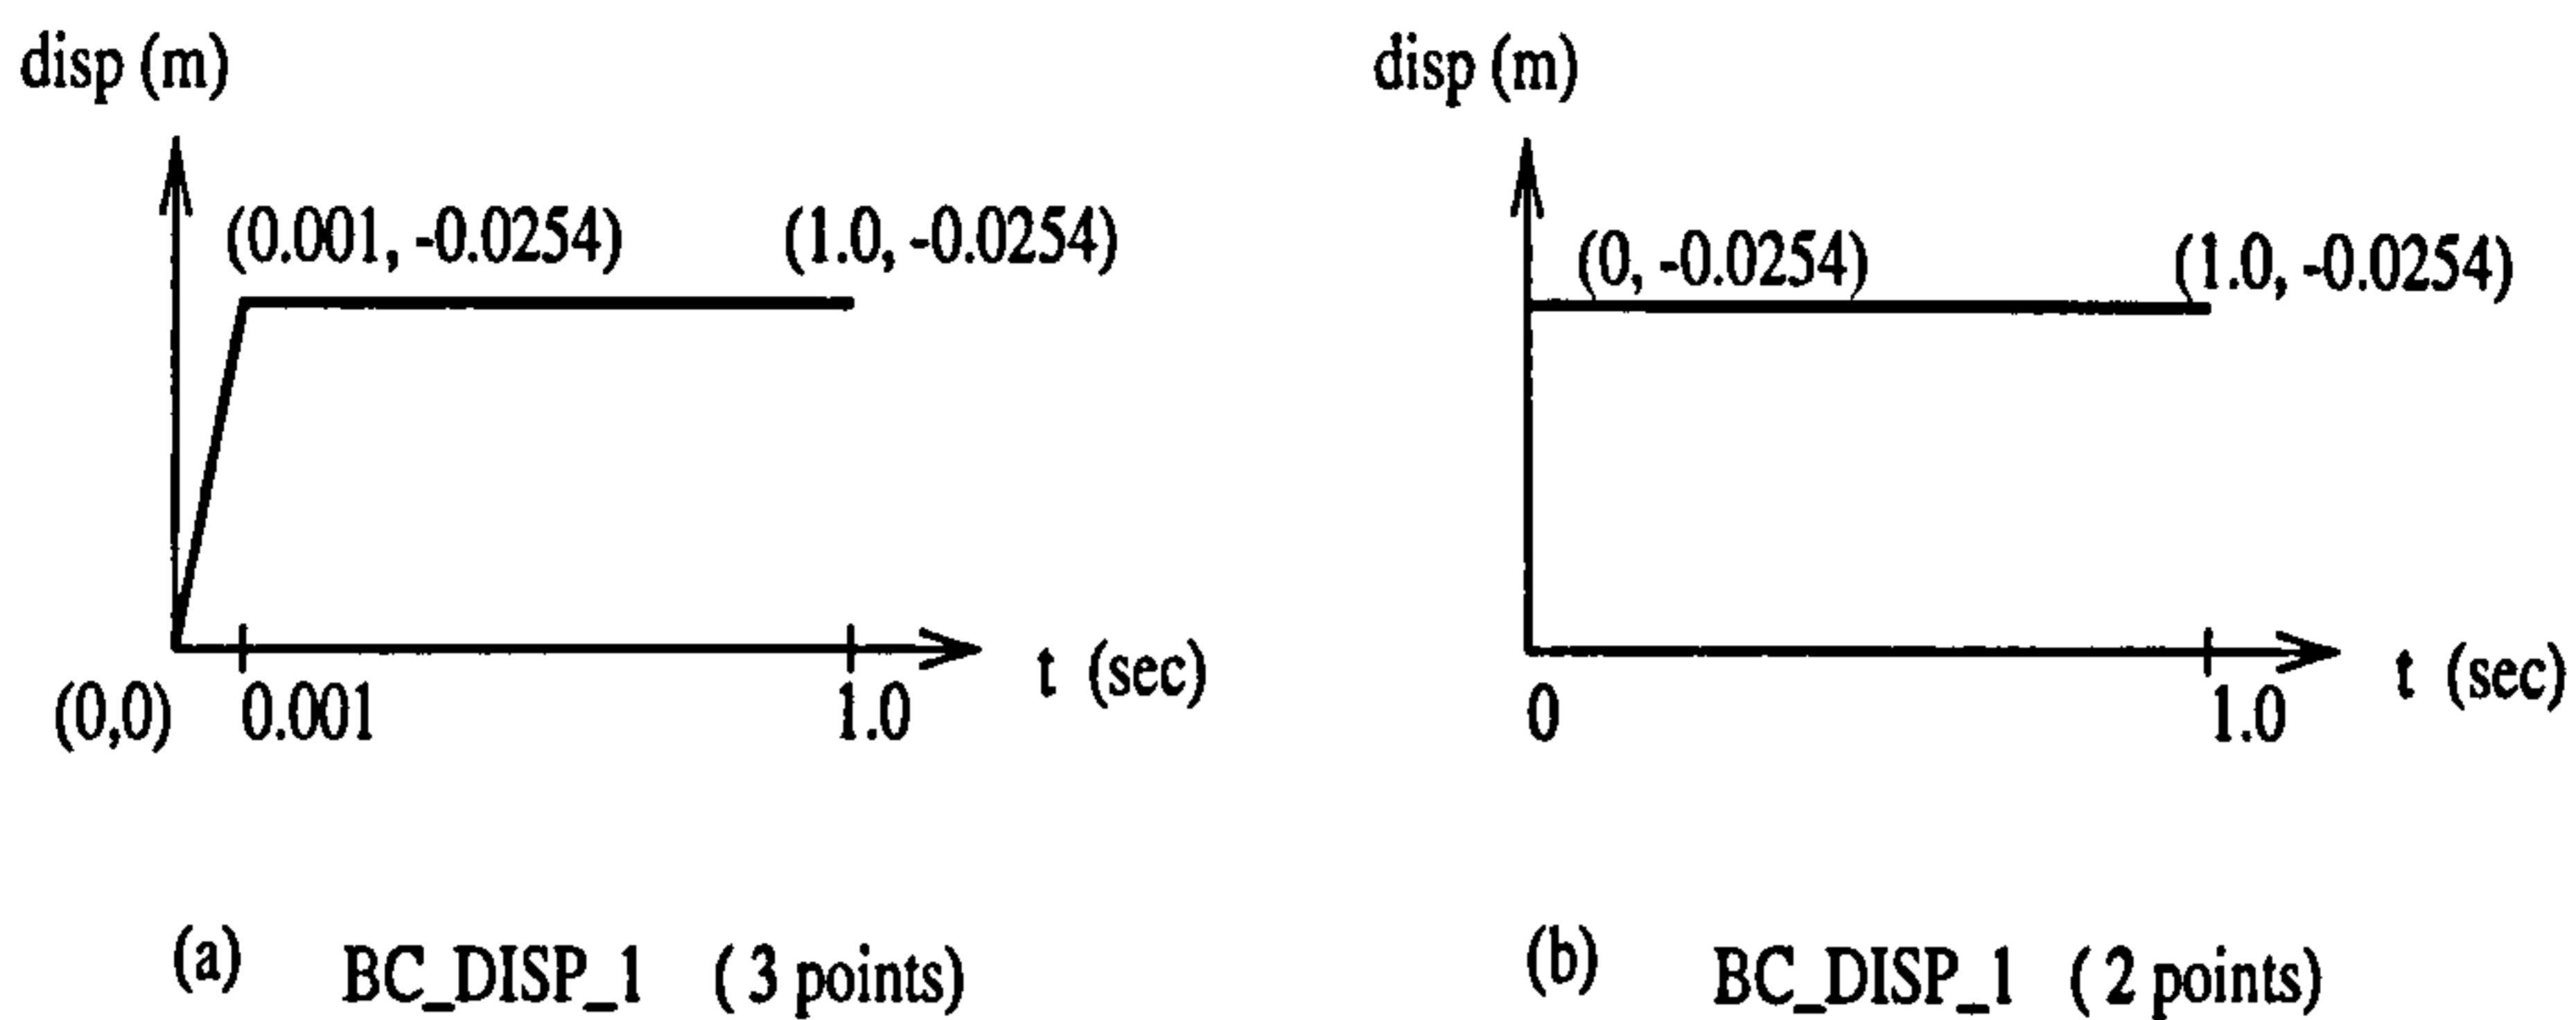 disp (m)
(0.001, -0.0254)
(1.0, -0.0254)
t (sec)
(0,0)
0.001
1.0
(a) BC_DISP_1 ( 3 points)
disp (m)
(0, -0.0254)
(1.0, -0.0254)
t (sec)
0
1.0
(b) BC_DISP_1 ( 2 points)